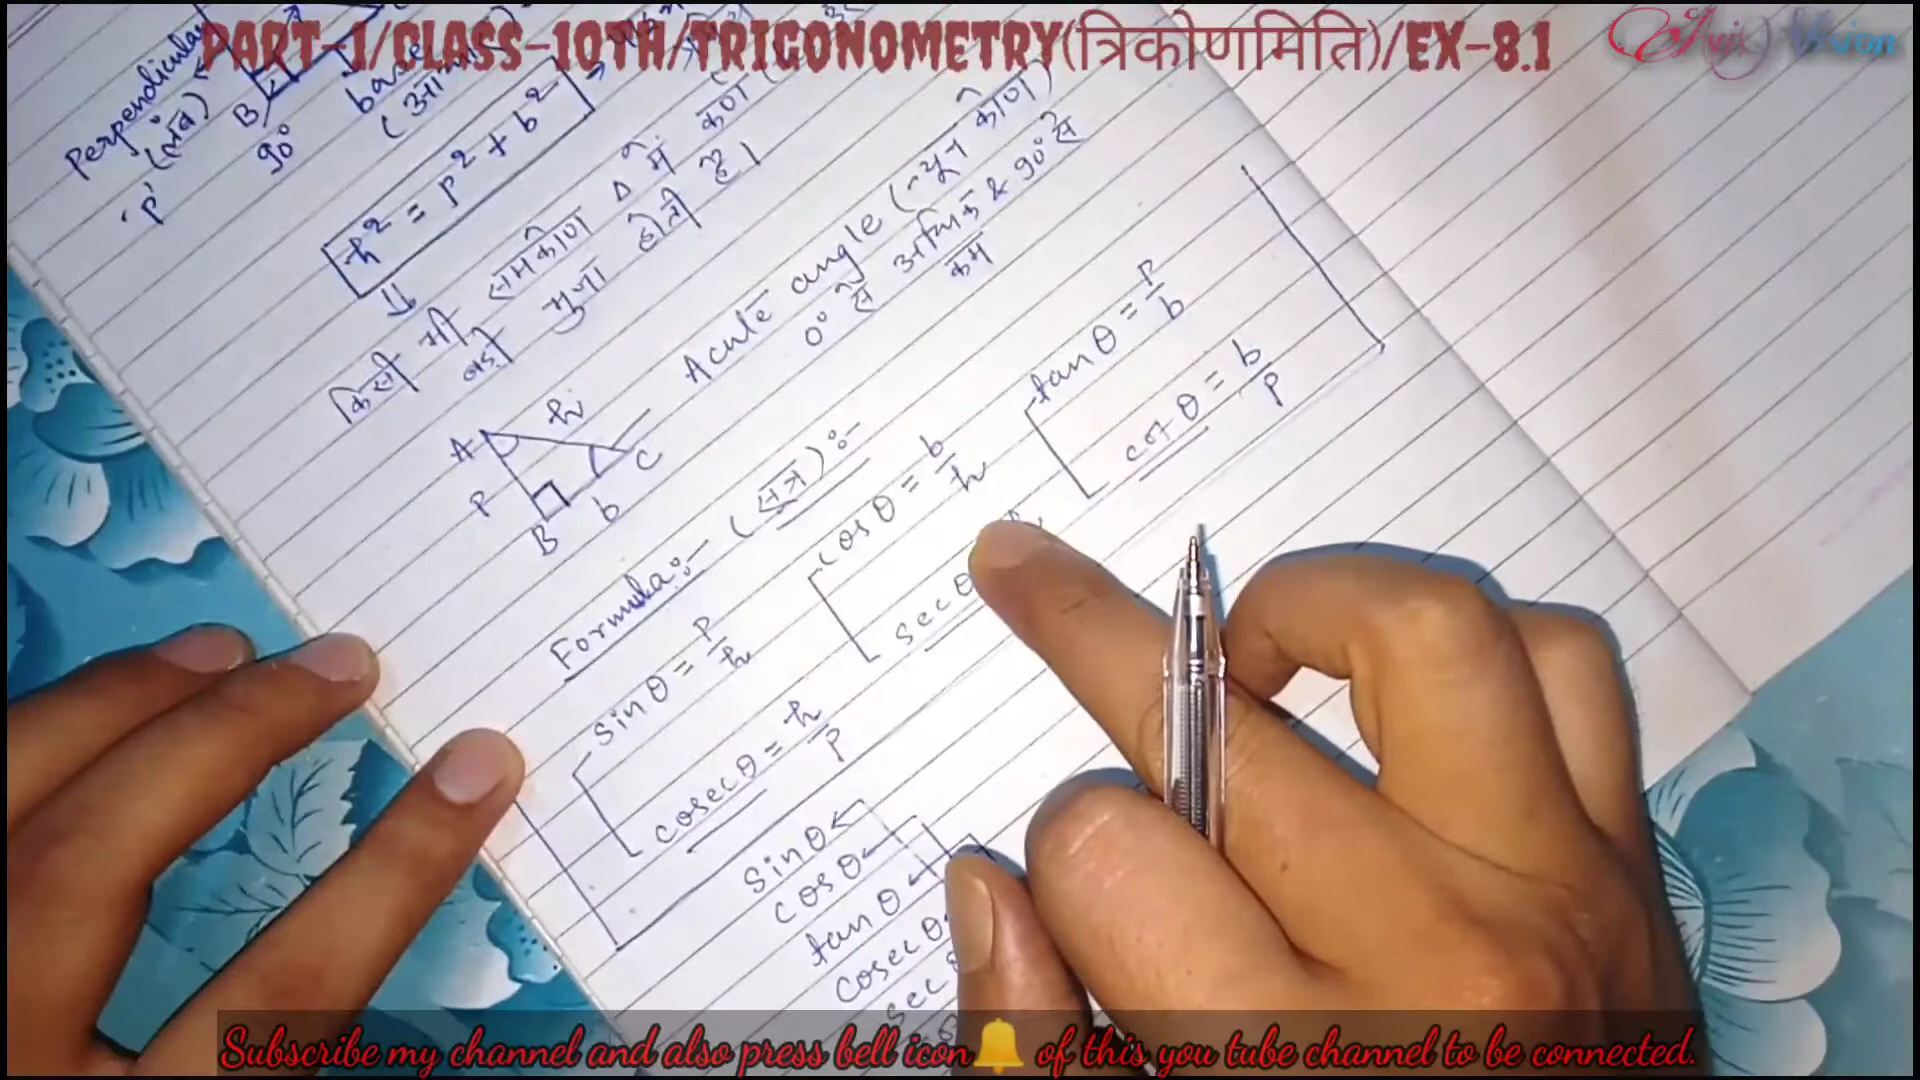 PART-1/CLASS-10TH/TRIGONOMETRY(त्रिकोणमिति)/EX-8.1
Perpendicular
(लंब)
'P'
B
90°
base
h² = p² + b²
किसी भी समकोण Δ में कर्ण
भुजा होती है।
Acute angle (न्यून कोण)
0° से अधिक & 90° से
कम
A
h
P
B
b
C
Formula:- (सूत्र):-
sin θ = p/h
cosec θ = h/p
cos θ = b/h
sec θ
tan θ = p/b
cot θ = b/p
sin θ
cos θ
tan θ
cosec θ
sec
Subscribe my channel and also press bell icon🔔 of this you tube channel to be connected.